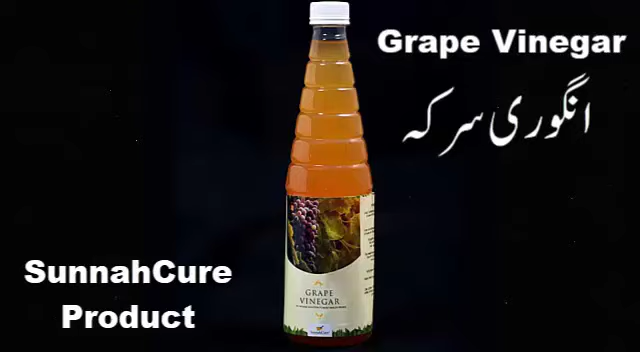 Grape Vinegar
انگوری سرکہ
GRAPE
VINEGAR
SunnahCure
Product